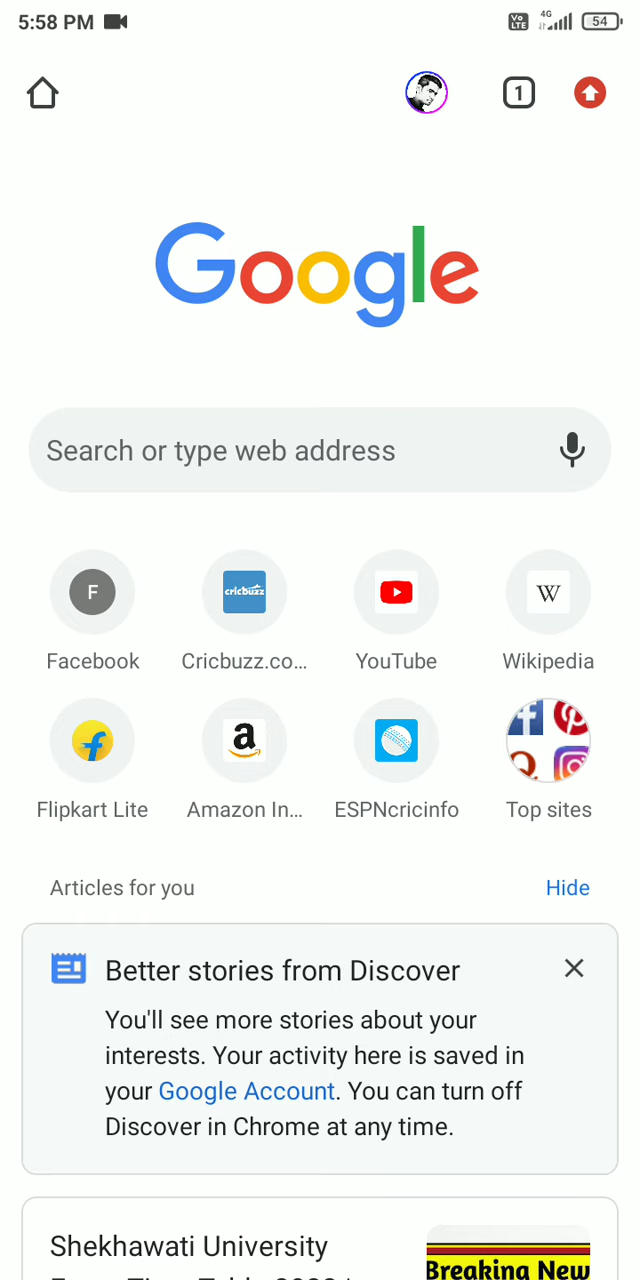 5:58 PM
Vo LTE 4G 54
1
Google
Search or type web address
F
cricbuzz
W
Facebook
Cricbuzz.co...
YouTube
Wikipedia
f
a
f
Q
Flipkart Lite
Amazon In...
ESPNcricinfo
Top sites
Articles for you
Hide
Better stories from Discover
You'll see more stories about your
interests. Your activity here is saved in
your Google Account. You can turn off
Discover in Chrome at any time.
Shekhawati University
Breaking New